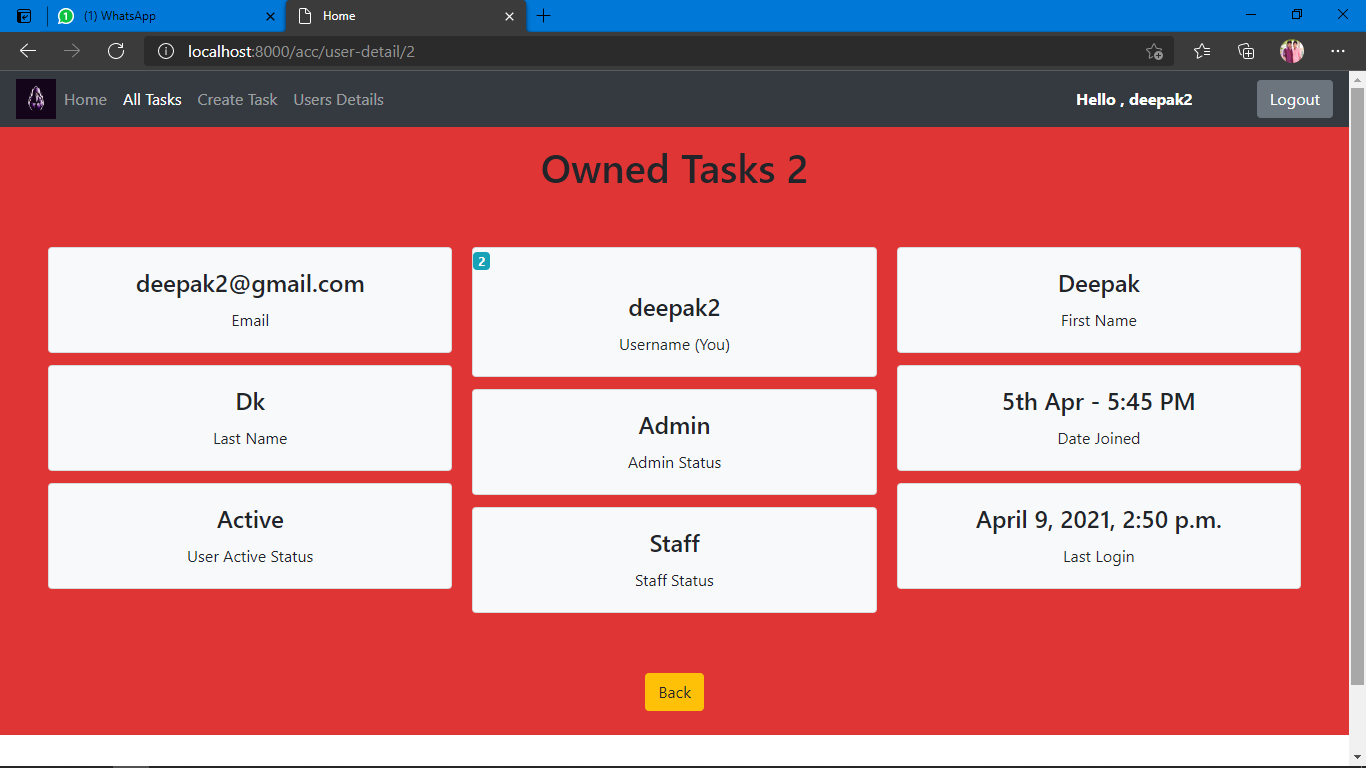 (1) WhatsApp
Home
localhost:8000/acc/user-detail/2
Home All Tasks Create Task Users Details Hello , deepak2 Logout
Owned Tasks 2
deepak2@gmail.com
Email
2
deepak2
Username (You)
Deepak
First Name
Dk
Last Name
Admin
Admin Status
5th Apr - 5:45 PM
Date Joined
Active
User Active Status
Staff
Staff Status
April 9, 2021, 2:50 p.m.
Last Login
Back